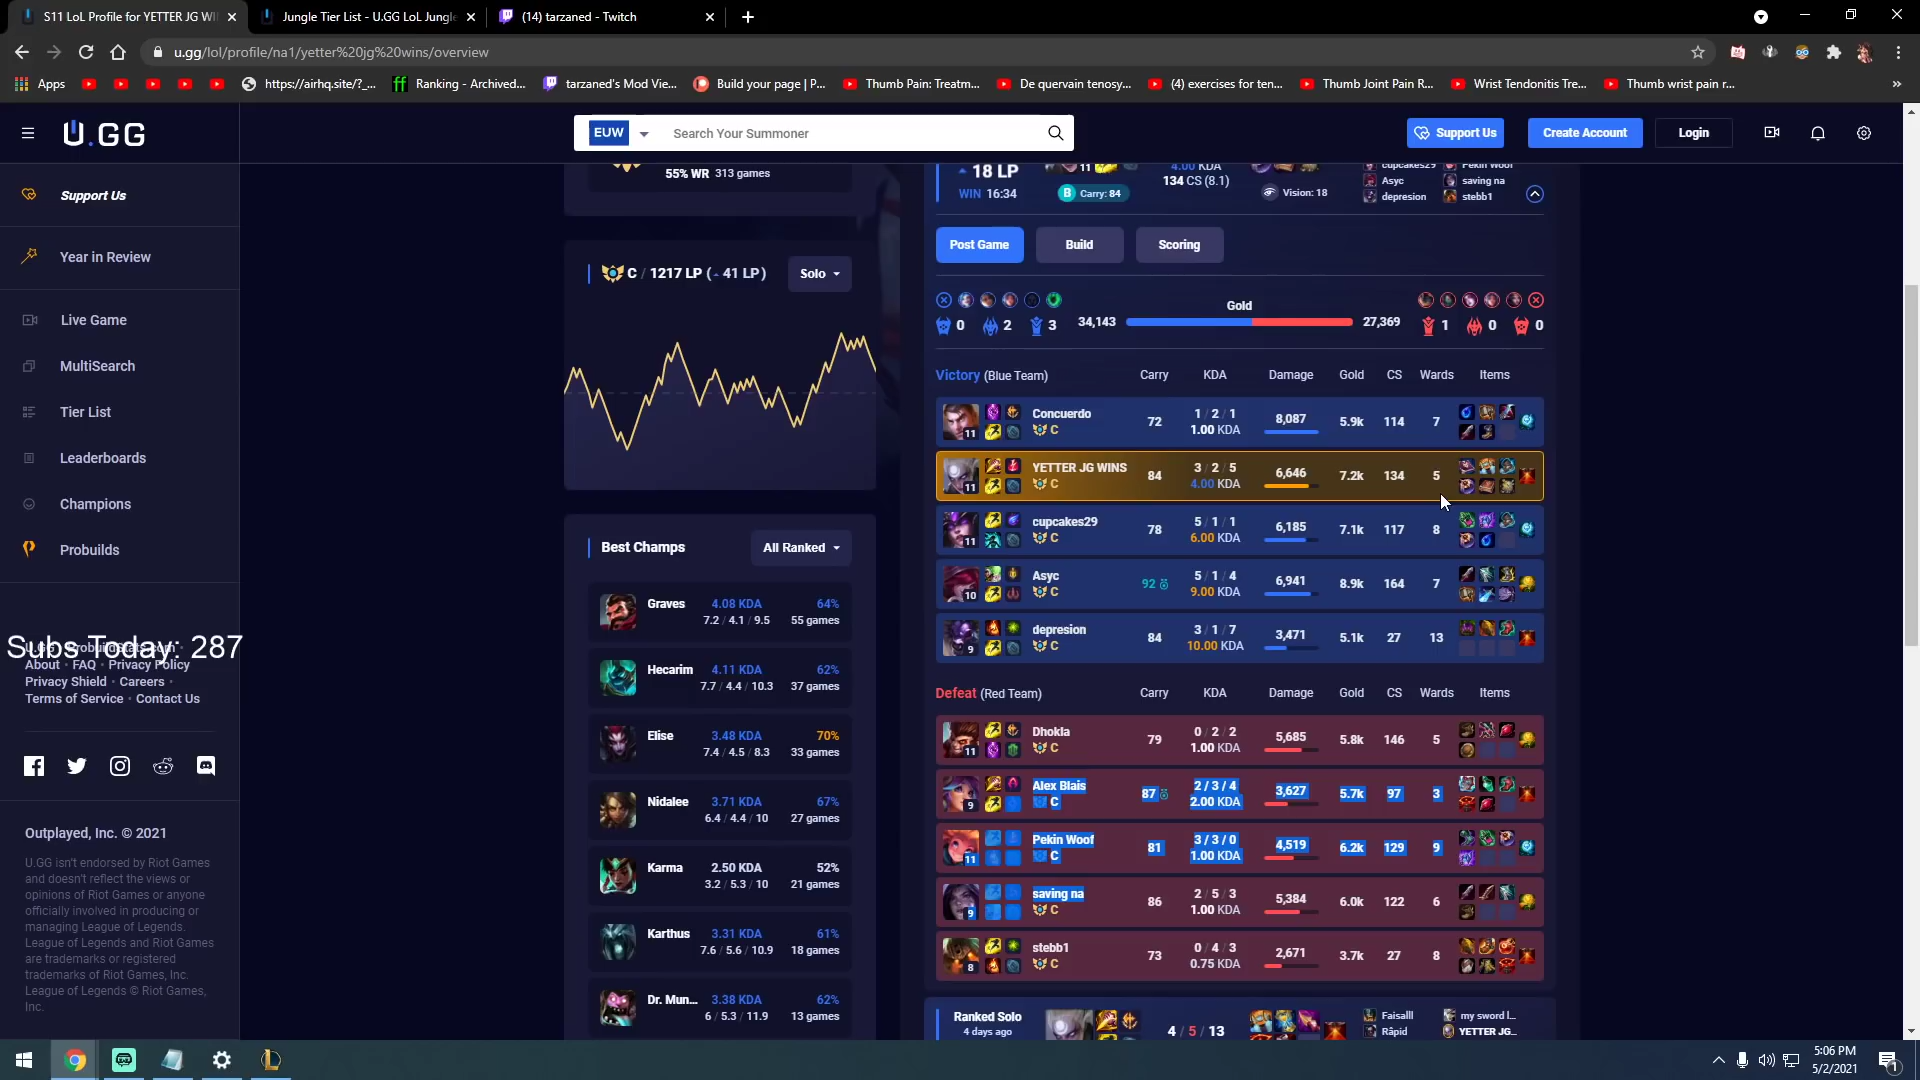 S11 LoL Profile for YETTER JG WI
Jungle Tier List - U.GG LoL Jungle
(14) tarzaned - Twitch
u.gg/lol/profile/na1/yetter%20jg%20wins/overview
Apps
https://airhq.site/?_...
Ranking - Archived...
tarzaned's Mod Vie...
Build your page | P...
Thumb Pain: Treatm...
De quervain tenosy...
(4) exercises for ten...
Thumb Joint Pain R...
Wrist Tendonitis Tre...
Thumb wrist pain r...
U.GG
EUW
Search Your Summoner
Support Us
Create Account
Login
Support Us
Year in Review
Live Game
MultiSearch
Tier List
Leaderboards
Champions
Probuilds
Subs Today: 287
About · FAQ · Privacy Policy
Privacy Shield · Careers ·
Terms of Service · Contact Us
Outplayed, Inc. © 2021
U.GG isn't endorsed by Riot Games
and doesn't reflect the views or
opinions of Riot Games or anyone
officially involved in producing or
managing League of Legends.
League of Legends and Riot Games
are trademarks or registered
trademarks of Riot Games, Inc.
League of Legends © Riot Games,
Inc.
55% WR 313 games
C / 1217 LP ( 41 LP)
Solo
Best Champs
All Ranked
Graves 4.08 KDA 64%
7.2 / 4.1 / 9.5 55 games
Hecarim 4.11 KDA 62%
7.7 / 4.4 / 10.3 37 games
Elise 3.48 KDA 70%
7.4 / 4.5 / 8.3 33 games
Nidalee 3.71 KDA 67%
6.4 / 4.4 / 10 27 games
Karma 2.50 KDA 52%
3.2 / 5.3 / 10 21 games
Karthus 3.31 KDA 61%
7.6 / 5.6 / 10.9 18 games
Dr. Mun... 3.38 KDA 62%
6 / 5.3 / 11.9 13 games
18 LP
WIN 16:34
11
B Carry: 84
4.00 KDA
134 CS (8.1)
Vision: 18
cupcakes29 Pekin Woof
Asyc saving na
depresion stebb1
Post Game
Build
Scoring
0 2 3
34,143
Gold
27,369
1 0 0
Victory (Blue Team) Carry KDA Damage Gold CS Wards Items
11 Concuerdo C 72 1 / 2 / 1 1.00 KDA 8,087 5.9k 114 7
11 YETTER JG WINS C 84 3 / 2 / 5 4.00 KDA 6,646 7.2k 134 5
11 cupcakes29 C 78 5 / 1 / 1 6.00 KDA 6,185 7.1k 117 8
10 Asyc C 92 5 / 1 / 4 9.00 KDA 6,941 8.9k 164 7
9 depresion C 84 3 / 1 / 7 10.00 KDA 3,471 5.1k 27 13
Defeat (Red Team) Carry KDA Damage Gold CS Wards Items
11 Dhokla C 79 0 / 2 / 2 1.00 KDA 5,685 5.8k 146 5
9 Alex Blais C 87 2 / 3 / 4 2.00 KDA 3,627 5.7k 97 3
11 Pekin Woof C 81 3 / 3 / 0 1.00 KDA 4,519 6.2k 129 9
9 saving na C 86 2 / 5 / 3 1.00 KDA 5,384 6.0k 122 6
8 stebb1 C 73 0 / 4 / 3 0.75 KDA 2,671 3.7k 27 8
Ranked Solo
4 days ago
4 / 5 / 13
Faisalll my sword l...
Râpid YETTER JG...
5:06 PM
5/2/2021
1